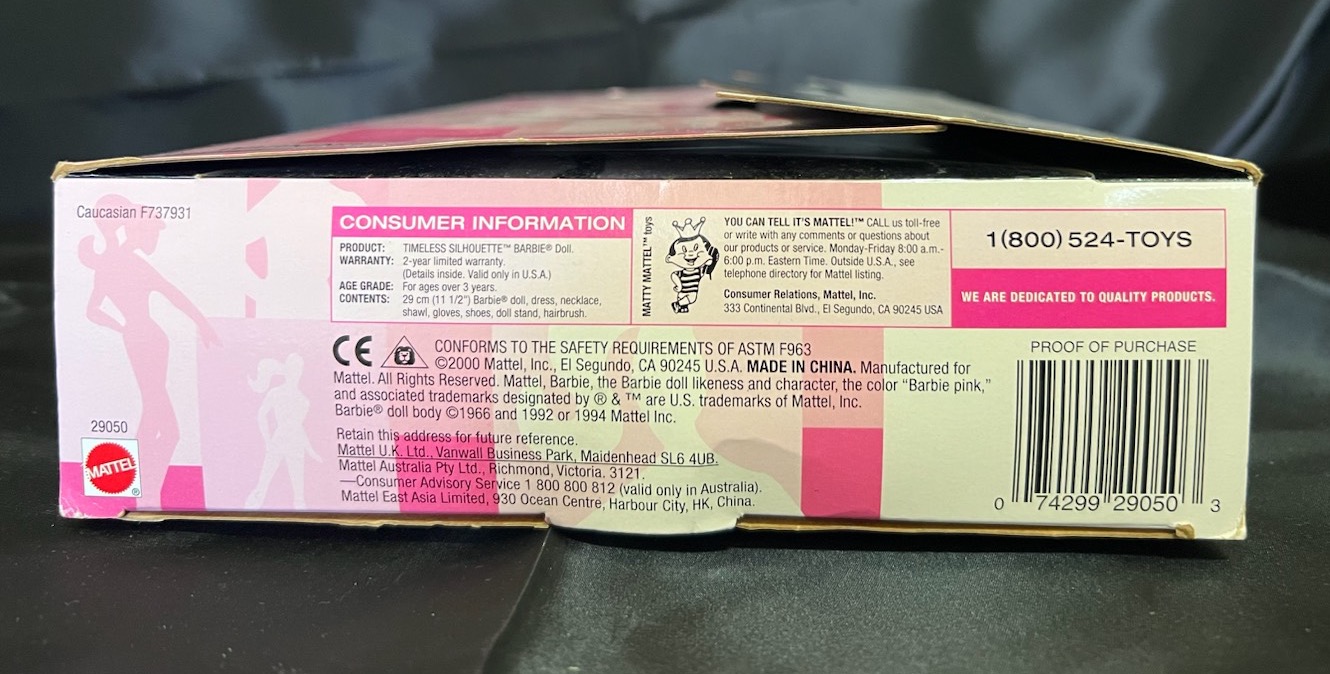 Caucasian F737931
CONSUMER INFORMATION
PRODUCT: TIMELESS SILHOUETTE™ BARBIE® Doll.
WARRANTY: 2-year limited warranty.
(Details inside. Valid only in U.S.A.)
AGE GRADE: For ages over 3 years.
CONTENTS: 29 cm (11 1/2") Barbie® doll, dress, necklace,
shawl, gloves, shoes, doll stand, hairbrush.
MATTY MATTEL™ toys
YOU CAN TELL IT'S MATTEL!™ CALL us toll-free
or write with any comments or questions about
our products or service. Monday-Friday 8:00 a.m.-
6:00 p.m. Eastern Time. Outside U.S.A., see
telephone directory for Mattel listing.
Consumer Relations, Mattel, Inc.
333 Continental Blvd., El Segundo, CA 90245 USA
1(800) 524-TOYS
WE ARE DEDICATED TO QUALITY PRODUCTS.
CE CONFORMS TO THE SAFETY REQUIREMENTS OF ASTM F963
©2000 Mattel, Inc., El Segundo, CA 90245 U.S.A. MADE IN CHINA. Manufactured for
Mattel. All Rights Reserved. Mattel, Barbie, the Barbie doll likeness and character, the color "Barbie pink,"
and associated trademarks designated by ® & ™ are U.S. trademarks of Mattel, Inc.
Barbie® doll body ©1966 and 1992 or 1994 Mattel Inc.
Retain this address for future reference.
Mattel U.K. Ltd., Vanwall Business Park, Maidenhead SL6 4UB.
Mattel Australia Pty Ltd., Richmond, Victoria. 3121.
—Consumer Advisory Service 1 800 800 812 (valid only in Australia).
Mattel East Asia Limited, 930 Ocean Centre, Harbour City, HK, China.
29050
MATTEL®
PROOF OF PURCHASE
0 74299 29050 3